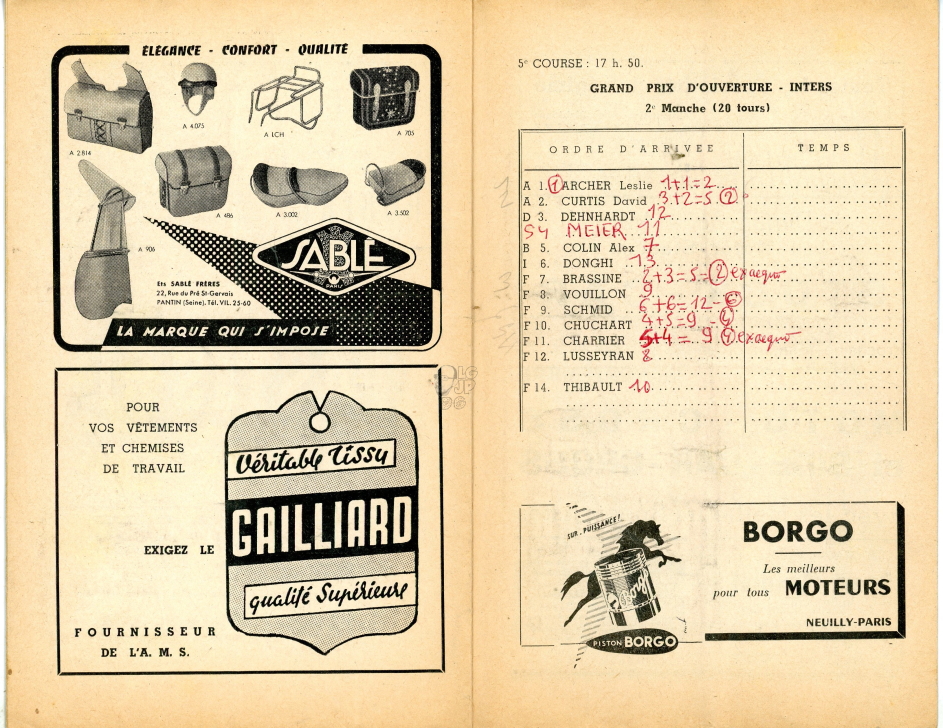 ÉLÉGANCE - CONFORT - QUALITÉ
A 2.814
A 4.075
A LCH
A 705
A 486
A 3.002
A 3.502
A 906
SABLÉ
PARIS
Ets SABLÉ FRÈRES
22, Rue du Pré St-Gervais
PANTIN (Seine). Tél. VIL. 25-60
LA MARQUE QUI S'IMPOSE
POUR
VOS VÊTEMENTS
ET CHEMISES
DE TRAVAIL
EXIGEZ LE
FOURNISSEUR
DE L'A. M. S.
Véritable Tissu
GAILLIARD
qualité Supérieure
5e COURSE : 17 h. 50.
GRAND PRIX D'OUVERTURE - INTERS
2e Manche (20 tours)
ORDRE D'ARRIVEE TEMPS
A 1. 1 ARCHER Leslie 1+1=2
A 2. CURTIS David 3+2=5 2
D 3. DEHNHARDT 12
S4 MEIER 11
B 5. COLIN Alex 7
I 6. DONGHI 13
F 7. BRASSINE 2+3=5=2 exaequo
F 8. VOUILLON 9
F 9. SCHMID 6+6=12-6
F 10. CHUCHART 4+5=9-4
F 11. CHARRIER 5+4=9 4 exaequo
F 12. LUSSEYRAN 8
F 14. THIBAULT 10
SUR... PUISSANCE!
Borgo
PISTON BORGO
BORGO
Les meilleurs
pour tous MOTEURS
NEUILLY-PARIS